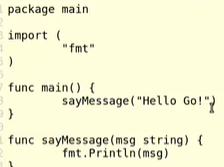 package main

import (
        "fmt"
)

func main() {
        sayMessage("Hello Go!")
}

func sayMessage(msg string) {
        fmt.Println(msg)
}